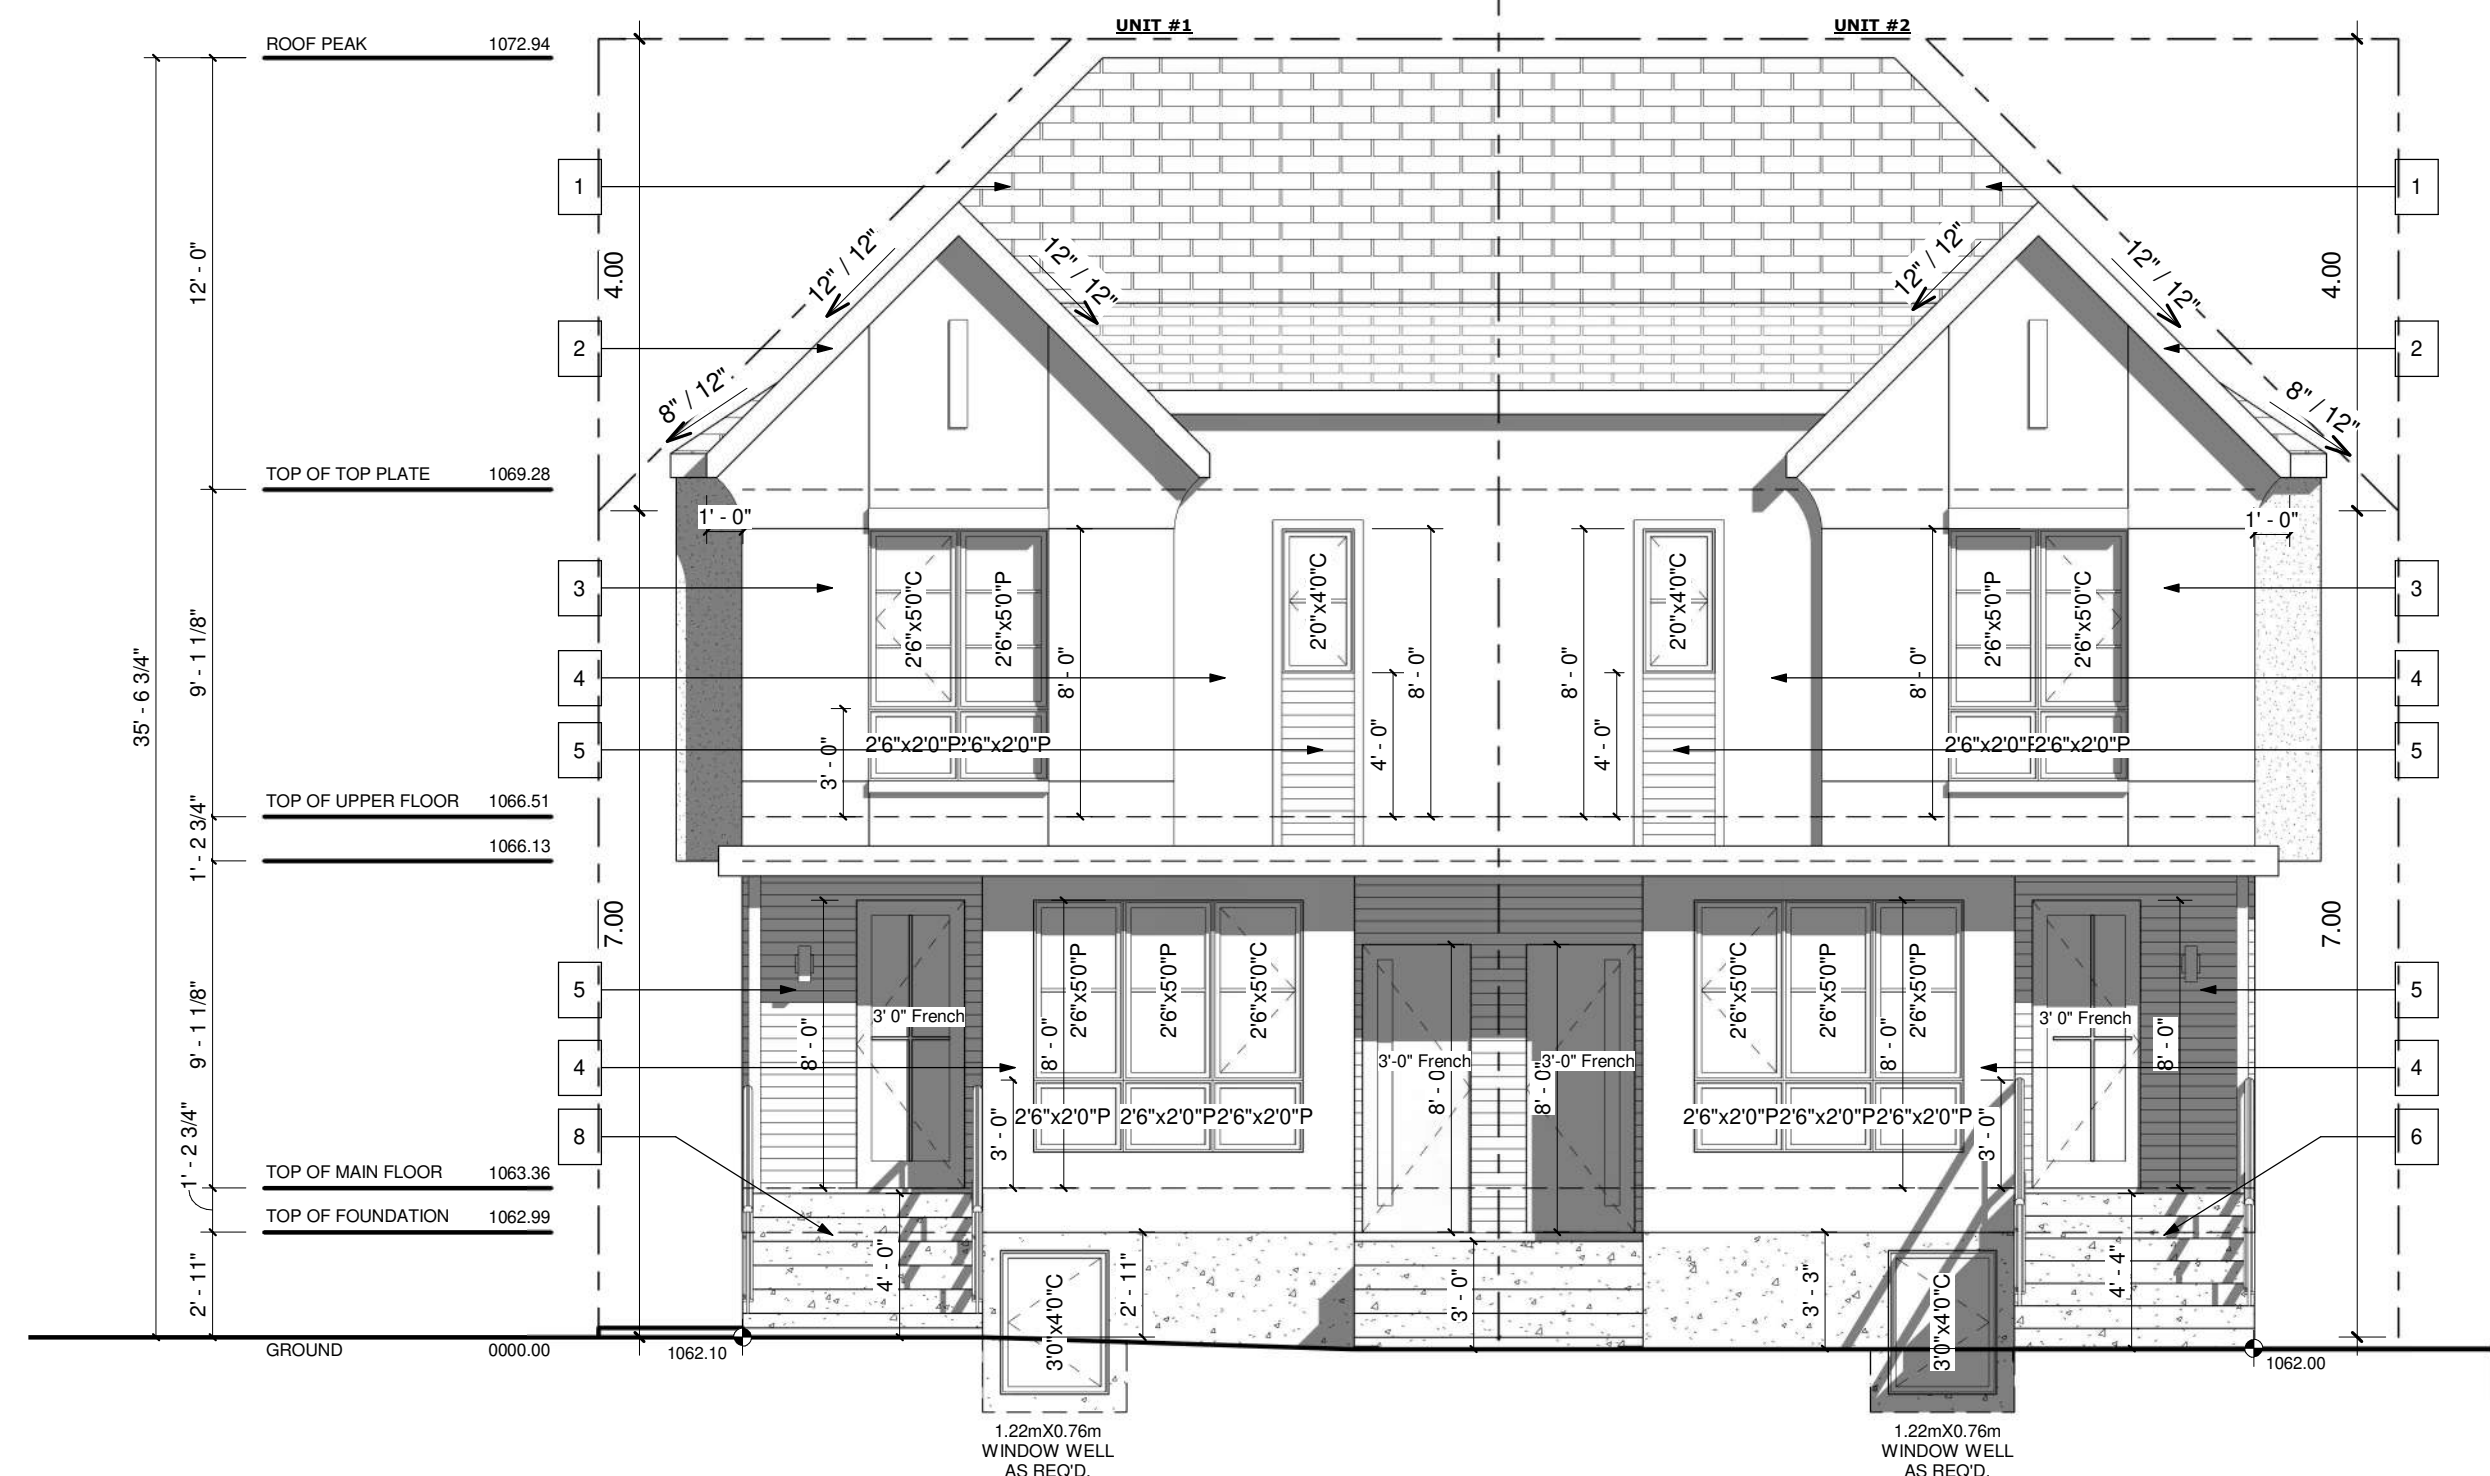 UNIT #1
UNIT #2
ROOF PEAK 1072.94
TOP OF TOP PLATE 1069.28
TOP OF UPPER FLOOR 1066.51
1066.13
TOP OF MAIN FLOOR 1063.36
TOP OF FOUNDATION 1062.99
GROUND 0000.00
35' - 6 3/4"
12' - 0"
9' - 1 1/8"
1' - 2 3/4"
9' - 1 1/8"
1' - 2 3/4"
2' - 11"
1
2
3
4
5
5
4
8
4.00
7.00
12" / 12"
12" / 12"
8" / 12"
12" / 12"
12" / 12"
8" / 12"
1' - 0"
1' - 0"
2'6"x5'0"C
2'6"x5'0"P
8' - 0"
2'0"x4'0"C
8' - 0"
8' - 0"
2'0"x4'0"C
8' - 0"
2'6"x5'0"P
2'6"x5'0"C
3' - 0"
2'6"x2'0"P
2'6"x2'0"P
4' - 0"
4' - 0"
2'6"x2'0"P
2'6"x2'0"P
8' - 0"
3' 0" French
8' - 0"
2'6"x5'0"P
2'6"x5'0"P
2'6"x5'0"C
3'-0" French
8' - 0"
8' - 0"
3'-0" French
2'6"x5'0"C
2'6"x5'0"P
2'6"x5'0"P
8' - 0"
3' 0" French
8' - 0"
3' - 0"
2'6"x2'0"P
2'6"x2'0"P
2'6"x2'0"P
2'6"x2'0"P
2'6"x2'0"P
2'6"x2'0"P
3' - 0"
4' - 0"
3'0"x4'0"C
2' - 11"
3' - 0"
3' - 3"
3'0"x4'0"C
4' - 4"
1062.10
1062.00
1.22mX0.76m
WINDOW WELL
AS REQ'D.
1.22mX0.76m
WINDOW WELL
AS REQ'D.
4.00
7.00
1
2
3
4
5
5
4
6